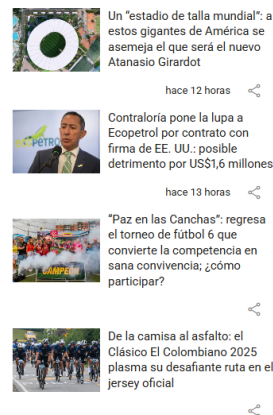 Un “estadio de talla mundial”: a
estos gigantes de América se
asemeja el que será el nuevo
Atanasio Girardot
hace 12 horas
Contraloría pone la lupa a
Ecopetrol por contrato con
firma de EE. UU.: posible
detrimento por US$1,6 millones
hace 13 horas
“Paz en las Canchas”: regresa
el torneo de fútbol 6 que
convierte la competencia en
sana convivencia; ¿cómo
participar?
CAMPEÓN
De la camisa al asfalto: el
Clásico El Colombiano 2025
plasma su desafiante ruta en el
jersey oficial